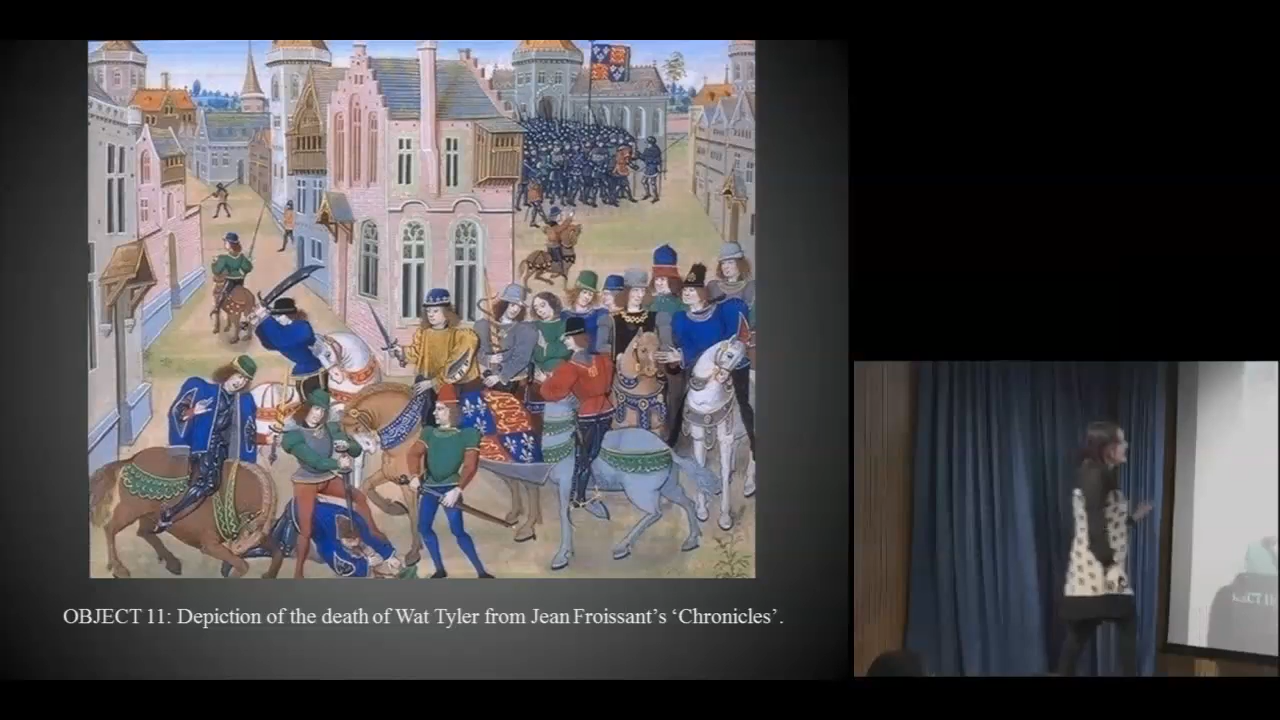 OBJECT 11: Depiction of the death of Wat Tyler from Jean Froissant’s ‘Chronicles’.